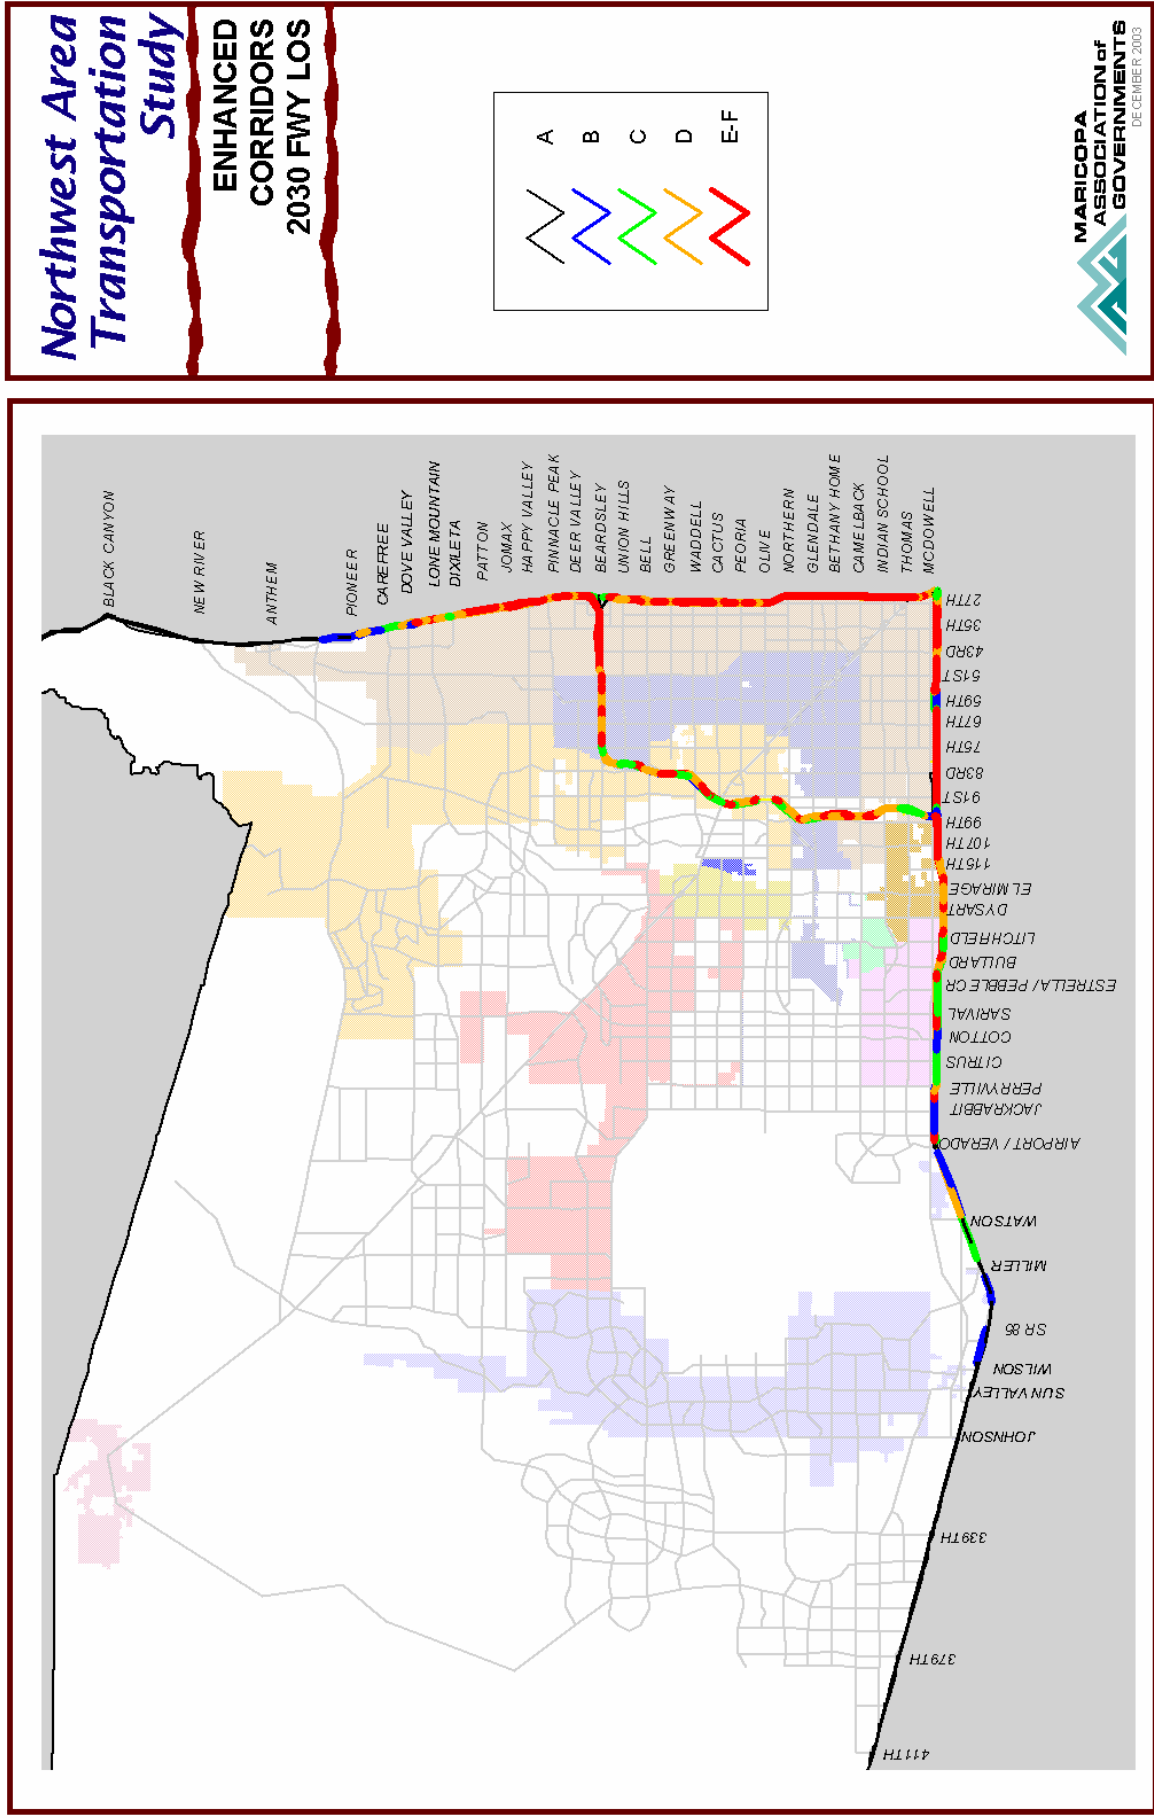 Northwest Area
Transportation
Study
ENHANCED
CORRIDORS
2030 FWY LOS
A
B
C
D
E-F
MARICOPA
ASSOCIATION of
GOVERNMENTS
DECEMBER 2003
BLACK CANYON
NEW RIVER
ANTHEM
PIONEER
CAREFREE
DOVE VALLEY
LONE MOUNTAIN
DIXILETA
PATTON
JOMAX
HAPPY VALLEY
PINNACLE PEAK
DEER VALLEY
BEARDSLEY
UNION HILLS
BELL
GREENWAY
WADDELL
CACTUS
PEORIA
OLIVE
NORTHERN
GLENDALE
BETHANY HOME
CAMELBACK
INDIAN SCHOOL
THOMAS
MCDOWELL
27TH
35TH
43RD
51ST
59TH
67TH
75TH
83RD
91ST
99TH
107TH
115TH
EL MIRAGE
DYSART
LITCHFIELD
BULLARD
ESTRELLA / PEBBLE CR
SARIVAL
COTTON
CITRUS
PERRYVILLE
JACKRABBIT
AIRPORT / VERADO
WATSON
MILLER
SR 85
WILSON
SUN VALLEY
JOHNSON
339TH
379TH
411TH